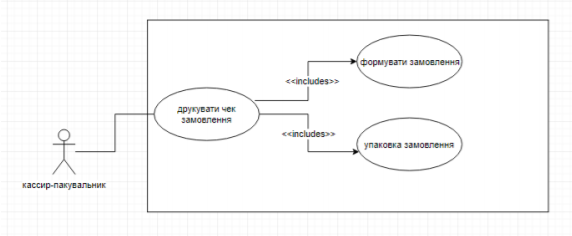 формувати замовлення
<<includes>>
друкувати чек
замовлення
<<includes>>
упаковка замовлення
кассир-пакувальник